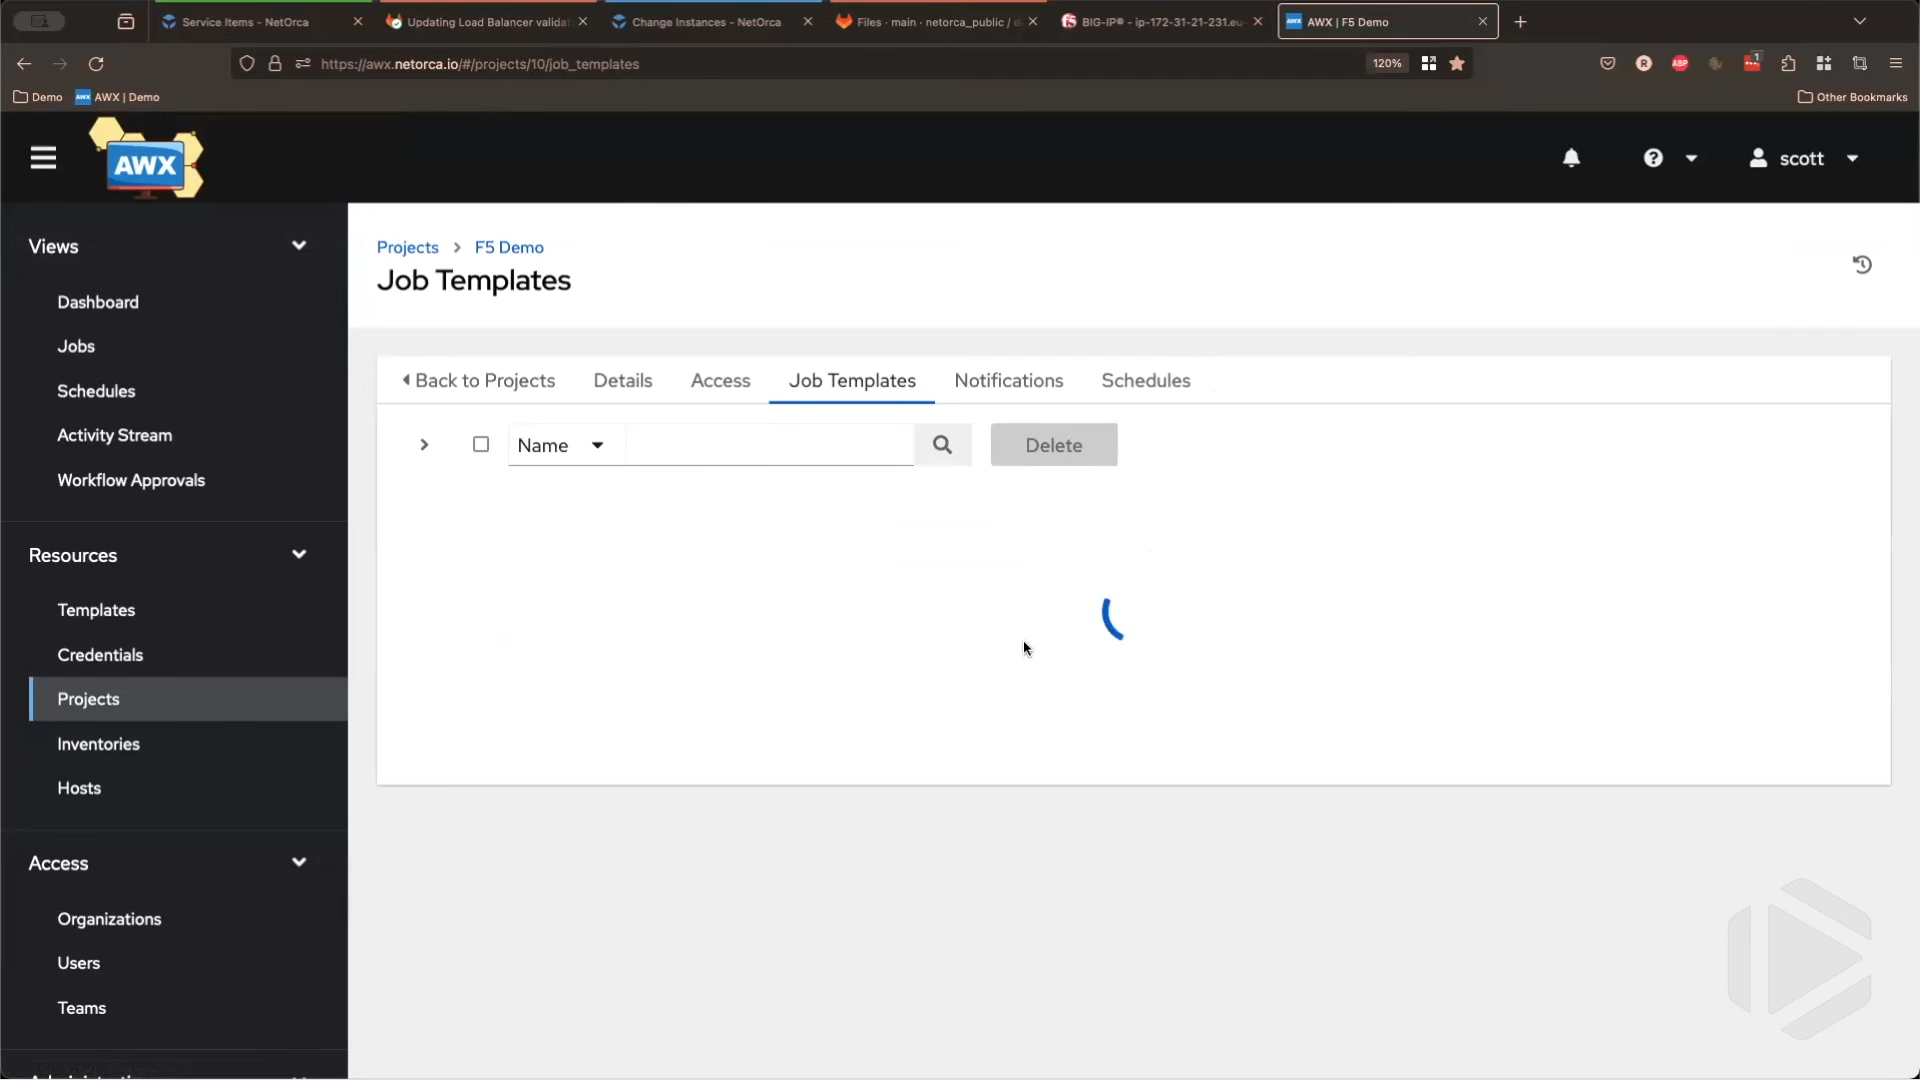 Service Items - NetOrca
Updating Load Balancer validat
Change Instances - NetOrca
Files · main · netorca_public / d
BIG-IP® - ip-172-31-21-231.eu-
AWX | F5 Demo
https://awx.netorca.io/#/projects/10/job_templates
120%
R
ABP
1
Demo
AWX | Demo
Other Bookmarks
AWX
scott
Views
Dashboard
Jobs
Schedules
Activity Stream
Workflow Approvals
Resources
Templates
Credentials
Projects
Inventories
Hosts
Access
Organizations
Users
Teams
Projects
F5 Demo
Job Templates
Back to Projects
Details
Access
Job Templates
Notifications
Schedules
Name
Delete